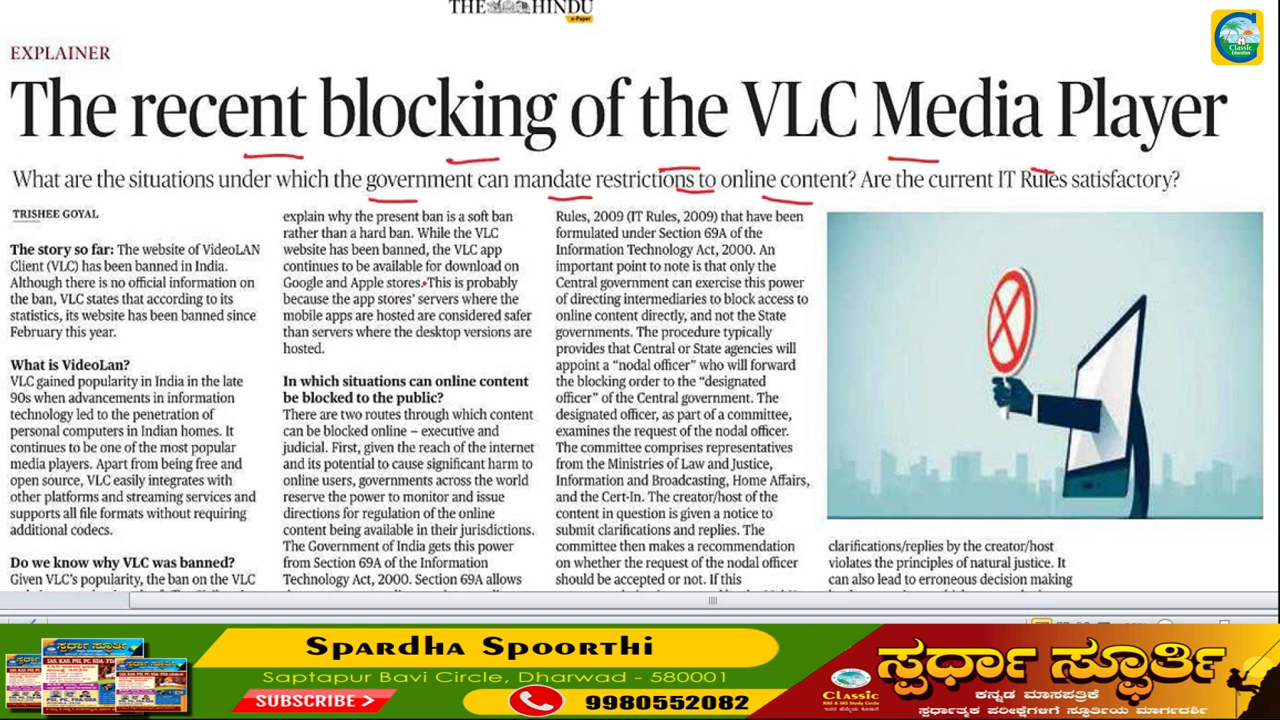 THE HINDU
e-Paper
Classic
Education
EXPLAINER
The recent blocking of the VLC Media Player
What are the situations under which the government can mandate restrictions to online content? Are the current IT Rules satisfactory?
TRISHEE GOYAL
The story so far: The website of VideoLAN
Client (VLC) has been banned in India.
Although there is no official information on
the ban, VLC states that according to its
statistics, its website has been banned since
February this year.
What is VideoLan?
VLC gained popularity in India in the late
90s when advancements in information
technology led to the penetration of
personal computers in Indian homes. It
continues to be one of the most popular
media players. Apart from being free and
open source, VLC easily integrates with
other platforms and streaming services and
supports all file formats without requiring
additional codecs.
Do we know why VLC was banned?
Given VLC's popularity, the ban on the VLC
explain why the present ban is a soft ban
rather than a hard ban. While the VLC
website has been banned, the VLC app
continues to be available for download on
Google and Apple stores. This is probably
because the app stores' servers where the
mobile apps are hosted are considered safer
than servers where the desktop versions are
hosted.
In which situations can online content
be blocked to the public?
There are two routes through which content
can be blocked online – executive and
judicial. First, given the reach of the internet
and its potential to cause significant harm to
online users, governments across the world
reserve the power to monitor and issue
directions for regulation of the online
content being available in their jurisdictions.
The Government of India gets this power
from Section 69A of the Information
Technology Act, 2000. Section 69A allows
Rules, 2009 (IT Rules, 2009) that have been
formulated under Section 69A of the
Information Technology Act, 2000. An
important point to note is that only the
Central government can exercise this power
of directing intermediaries to block access to
online content directly, and not the State
governments. The procedure typically
provides that Central or State agencies will
appoint a “nodal officer” who will forward
the blocking order to the “designated
officer” of the Central government. The
designated officer, as part of a committee,
examines the request of the nodal officer.
The committee comprises representatives
from the Ministries of Law and Justice,
Information and Broadcasting, Home Affairs,
and the Cert-In. The creator/host of the
content in question is given a notice to
submit clarifications and replies. The
committee then makes a recommendation
on whether the request of the nodal officer
should be accepted or not. If this
clarifications/replies by the creator/host
violates the principles of natural justice. It
can also lead to erroneous decision making
Spardha Spoorthi
Saptapur Bavi Circle, Dharwad - 580001
SUBSCRIBE >
9980552082
Classic
ಸ್ಪರ್ಧಾ ಸ್ಫೂರ್ತಿ
ಕನ್ನಡ ಮಾಸಪತ್ರಿಕೆ
ಸ್ಪರ್ಧಾತ್ಮಕ ಪರೀಕ್ಷೆಗಳಿಗೆ ಸ್ಫೂರ್ತಿಯ ಮಾರ್ಗದರ್ಶಿ